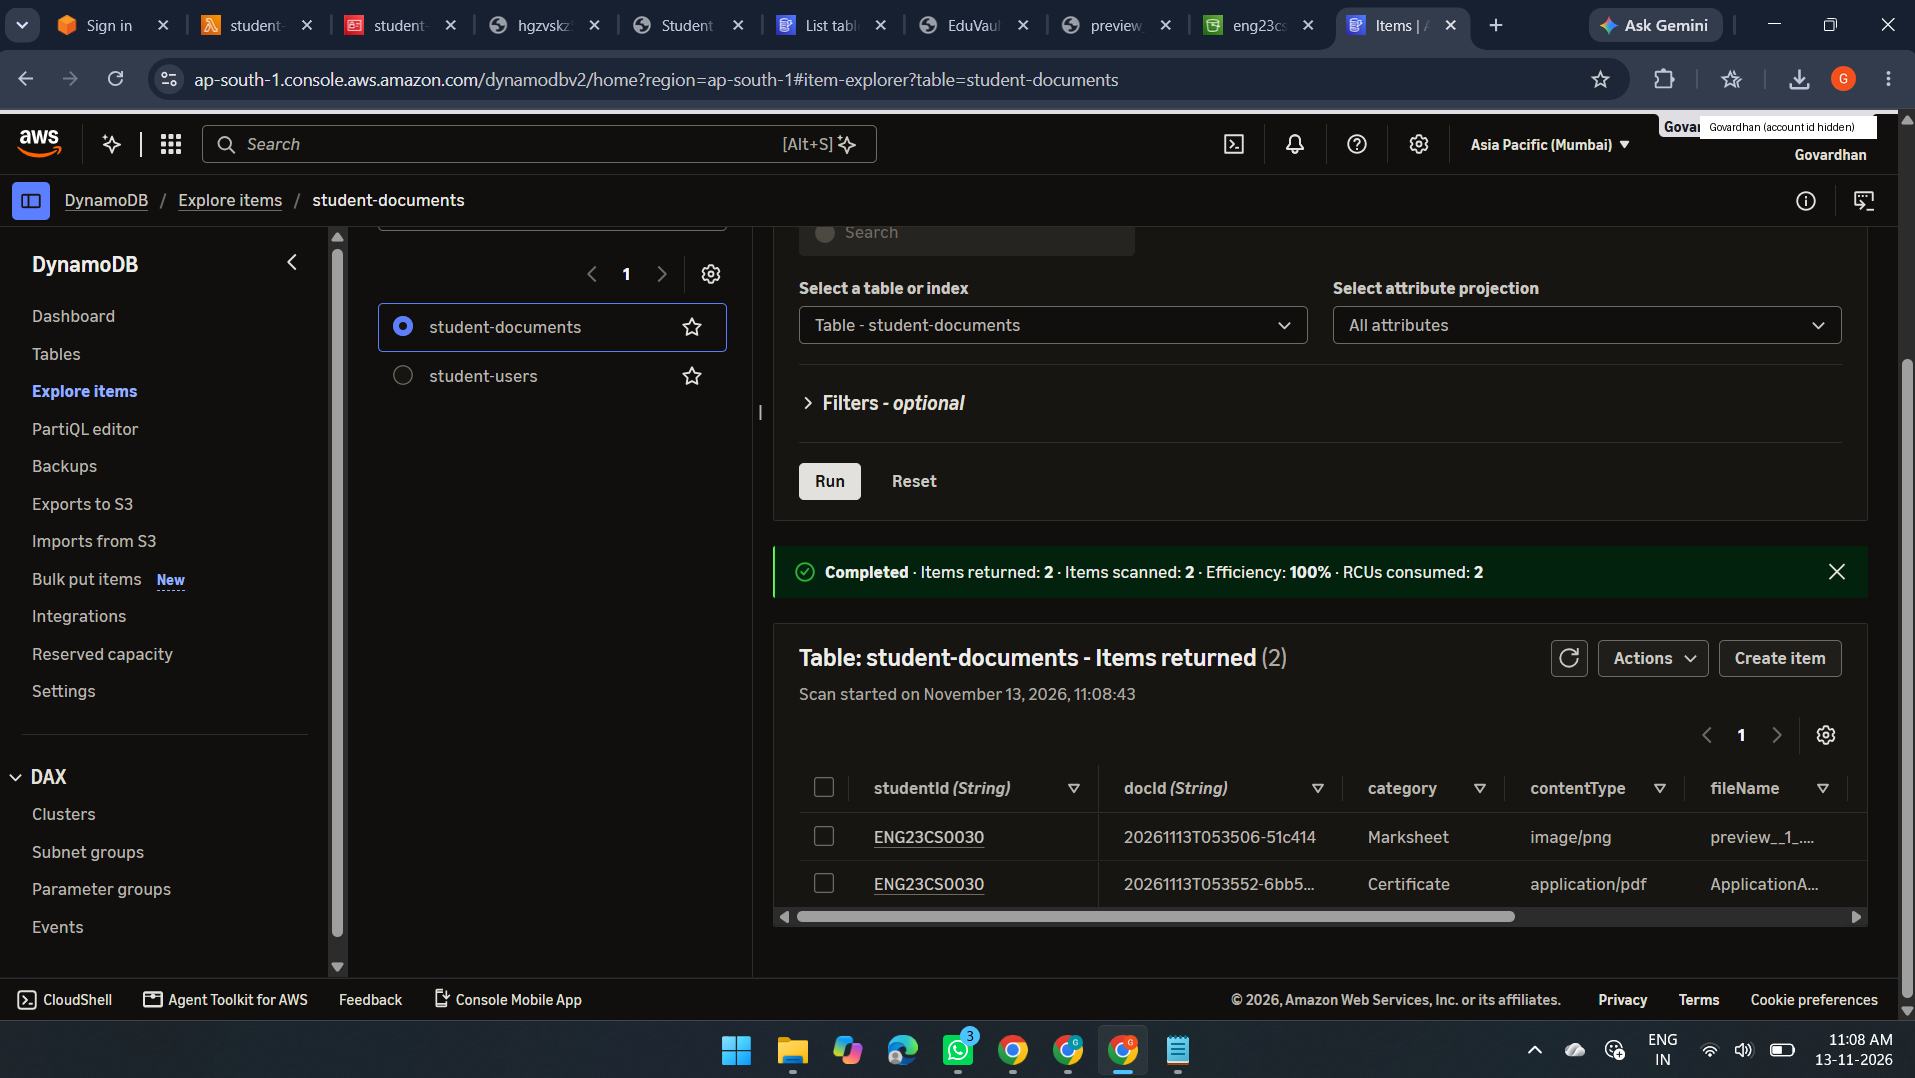 Sign in
student-
student-
hgzvskz
Student
List tabl
EduVaul
preview_
eng23cs
Items | A
Ask Gemini
ap-south-1.console.aws.amazon.com/dynamodbv2/home?region=ap-south-1#item-explorer?table=student-documents
G
aws
Search
[Alt+S]
Asia Pacific (Mumbai)
Govar
Govardhan (account id hidden)
Govardhan
DynamoDB / Explore items / student-documents
DynamoDB
Dashboard
Tables
Explore items
PartiQL editor
Backups
Exports to S3
Imports from S3
Bulk put items New
Integrations
Reserved capacity
Settings
DAX
Clusters
Subnet groups
Parameter groups
Events
1
student-documents
student-users
Search
Select a table or index
Table - student-documents
Select attribute projection
All attributes
Filters - optional
Run
Reset
Completed · Items returned: 2 · Items scanned: 2 · Efficiency: 100% · RCUs consumed: 2
Table: student-documents - Items returned (2)
Scan started on November 13, 2026, 11:08:43
Actions
Create item
1
studentId (String) docId (String) category contentType fileName
ENG23CS0030 20261113T053506-51c414 Marksheet image/png preview__1_....
ENG23CS0030 20261113T053552-6bb5... Certificate application/pdf ApplicationA...
CloudShell Agent Toolkit for AWS Feedback Console Mobile App
© 2026, Amazon Web Services, Inc. or its affiliates. Privacy Terms Cookie preferences
3
G
G
ENG
IN
11:08 AM
13-11-2026